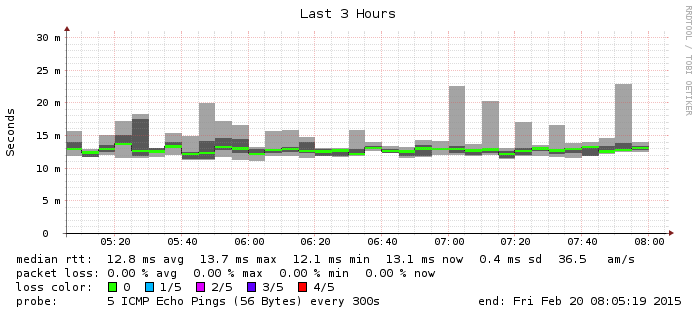 Last 3 Hours
RRDTOOL / TOBI OETIKER
Seconds
30 m
25 m
20 m
15 m
10 m
5 m
0
05:20 05:40 06:00 06:20 06:40 07:00 07:20 07:40 08:00
median rtt: 12.8 ms avg 13.7 ms max 12.1 ms min 13.1 ms now 0.4 ms sd 36.5 am/s
packet loss: 0.00 % avg 0.00 % max 0.00 % min 0.00 % now
loss color: 0 1/5 2/5 3/5 4/5
probe: 5 ICMP Echo Pings (56 Bytes) every 300s end: Fri Feb 20 08:05:19 2015